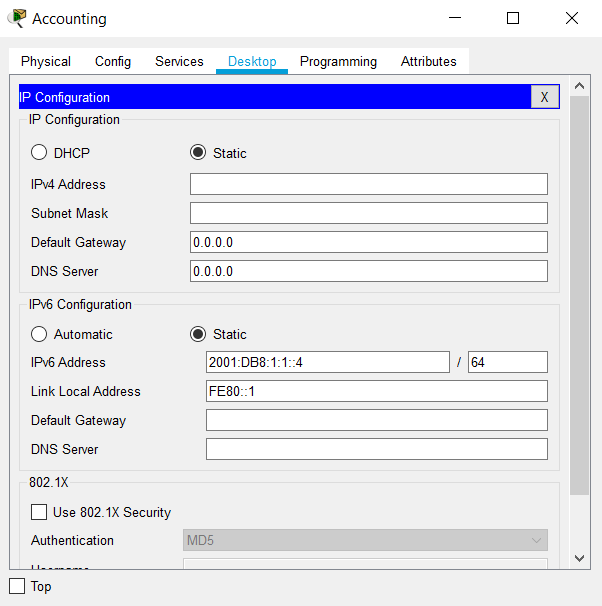 Accounting
Physical Config Services Desktop Programming Attributes
IP Configuration X
IP Configuration
DHCP Static
IPv4 Address
Subnet Mask
Default Gateway 0.0.0.0
DNS Server 0.0.0.0
IPv6 Configuration
Automatic Static
IPv6 Address 2001:DB8:1:1::4 / 64
Link Local Address FE80::1
Default Gateway
DNS Server
802.1X
Use 802.1X Security
Authentication MD5
Username
Top